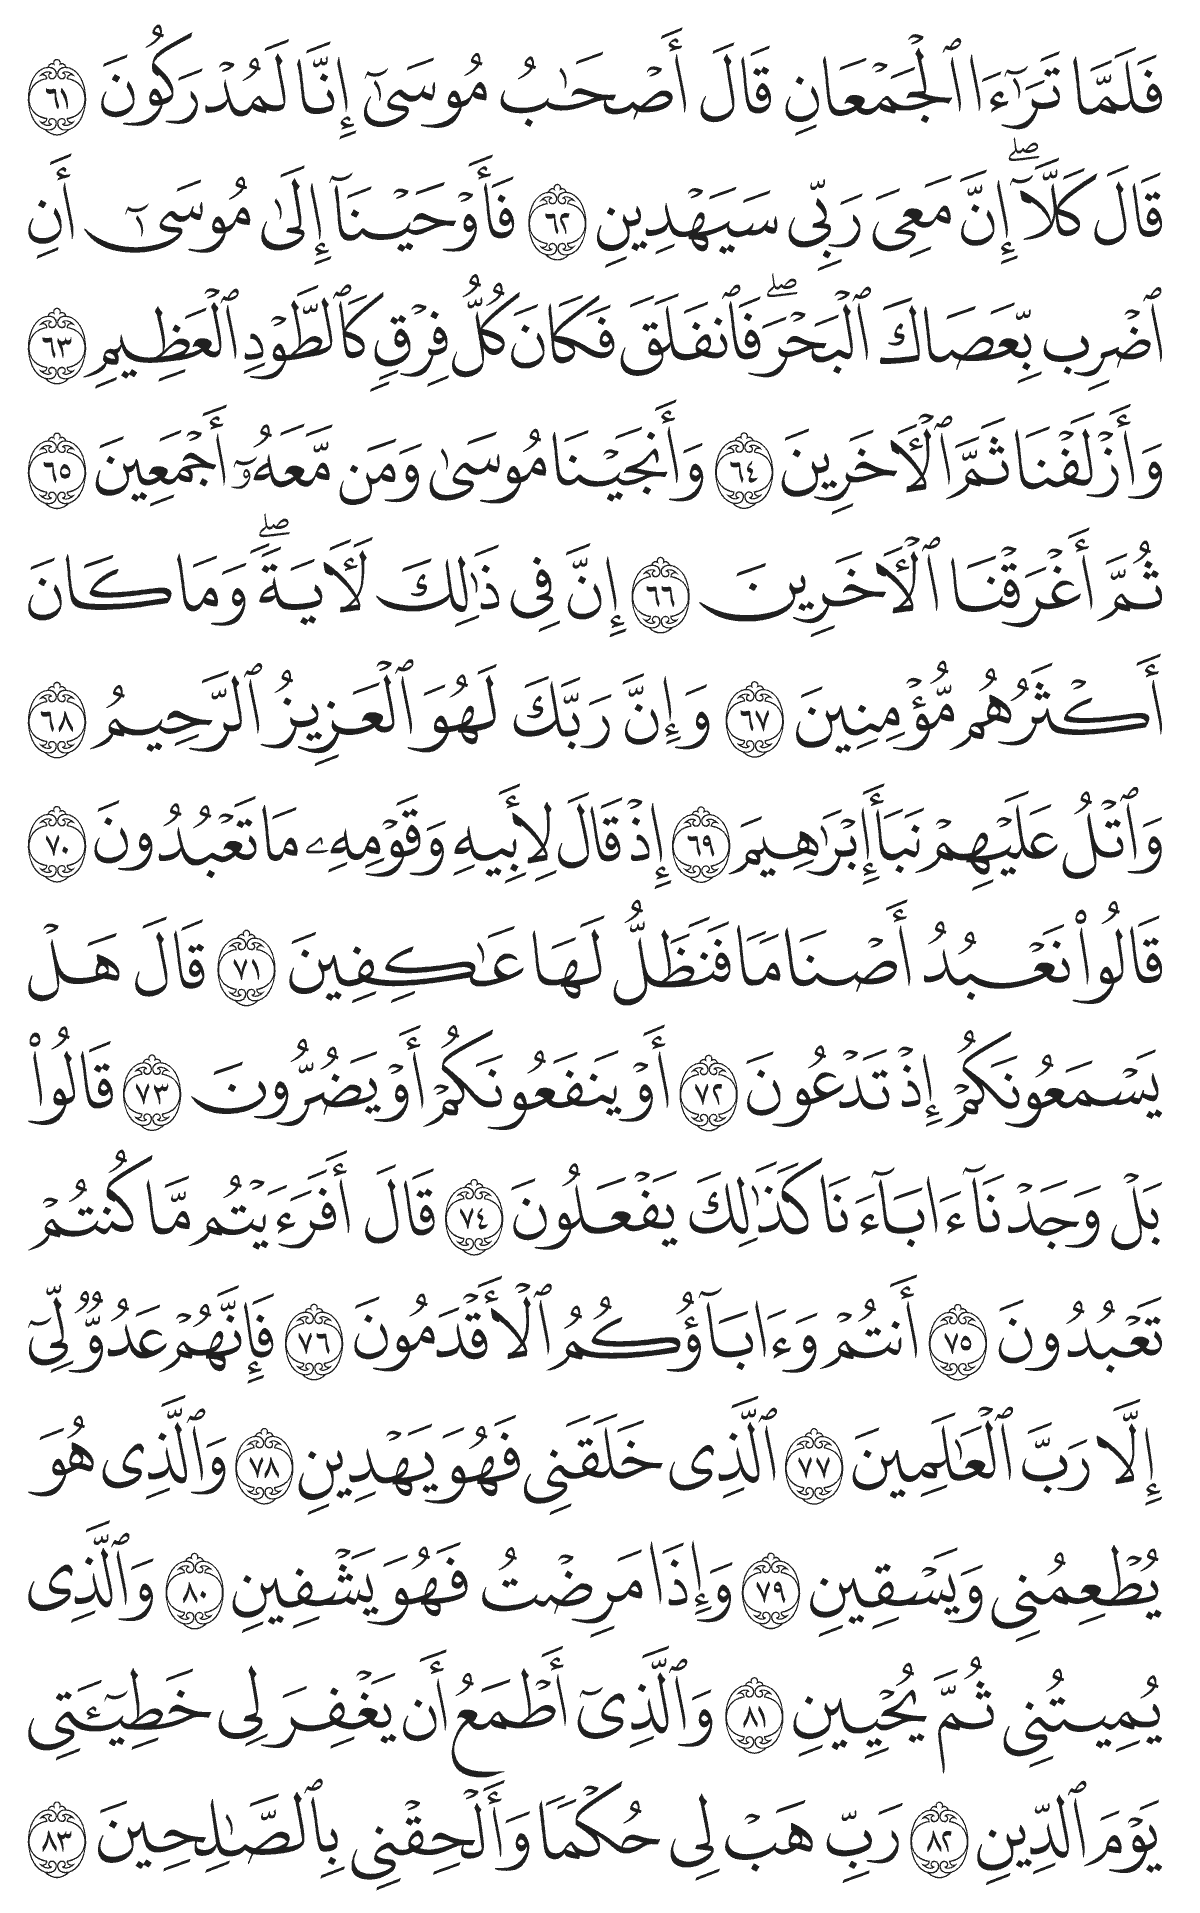 فَلَمَّا تَرَٰٓءَا ٱلْجَمْعَانِ قَالَ أَصْحَٰبُ مُوسَىٰٓ إِنَّا لَمُدْرَكُونَ ٦١
قَالَ كَلَّآ ۖ إِنَّ مَعِىَ رَبِّى سَيَهْدِينِ ٦٢ فَأَوْحَيْنَآ إِلَىٰ مُوسَىٰٓ أَنِ
ٱضْرِب بِّعَصَاكَ ٱلْبَحْرَ ۖ فَٱنفَلَقَ فَكَانَ كُلُّ فِرْقٍ كَٱلطَّوْدِ ٱلْعَظِيمِ ٦٣
وَأَزْلَفْنَا ثَمَّ ٱلْأَخَرِينَ ٦٤ وَأَنجَيْنَا مُوسَىٰ وَمَن مَّعَهُۥٓ أَجْمَعِينَ ٦٥
ثُمَّ أَغْرَقْنَا ٱلْأَخَرِينَ ٦٦ إِنَّ فِى ذَٰلِكَ لَأَيَةً ۖ وَمَا كَانَ
أَكْثَرُهُم مُّؤْمِنِينَ ٦٧ وَإِنَّ رَبَّكَ لَهُوَ ٱلْعَزِيزُ ٱلرَّحِيمُ ٦٨
وَٱتْلُ عَلَيْهِمْ نَبَأَ إِبْرَٰهِيمَ ٦٩ إِذْ قَالَ لِأَبِيهِ وَقَوْمِهِۦ مَا تَعْبُدُونَ ٧٠
قَالُوا۟ نَعْبُدُ أَصْنَامًا فَنَظَلُّ لَهَا عَٰكِفِينَ ٧١ قَالَ هَلْ
يَسْمَعُونَكُمْ إِذْ تَدْعُونَ ٧٢ أَوْ يَنفَعُونَكُمْ أَوْ يَضُرُّونَ ٧٣ قَالُوا۟
بَلْ وَجَدْنَآ ءَابَآءَنَا كَذَٰلِكَ يَفْعَلُونَ ٧٤ قَالَ أَفَرَءَيْتُم مَّا كُنتُمْ
تَعْبُدُونَ ٧٥ أَنتُمْ وَءَابَآؤُكُمُ ٱلْأَقْدَمُونَ ٧٦ فَإِنَّهُمْ عَدُوٌّ لِّىٓ
إِلَّا رَبَّ ٱلْعَٰلَمِينَ ٧٧ ٱلَّذِى خَلَقَنِى فَهُوَ يَهْدِينِ ٧٨ وَٱلَّذِى هُوَ
يُطْعِمُنِى وَيَسْقِينِ ٧٩ وَإِذَا مَرِضْتُ فَهُوَ يَشْفِينِ ٨٠ وَٱلَّذِى
يُمِيتُنِى ثُمَّ يُحْيِينِ ٨١ وَٱلَّذِىٓ أَطْمَعُ أَن يَغْفِرَ لِى خَطِيٓـَٔتِى
يَوْمَ ٱلدِّينِ ٨٢ رَبِّ هَبْ لِى حُكْمًا وَأَلْحِقْنِى بِٱلصَّٰلِحِينَ ٨٣